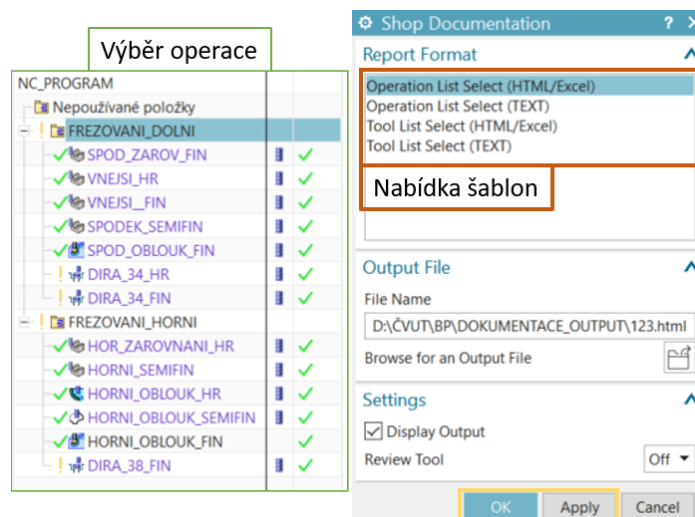 Výběr operace
NC_PROGRAM
Nepoužívané položky
FREZOVANI_DOLNI
SPOD_ZAROV_FIN
VNEJSI_HR
VNEJSI__FIN
SPODEK_SEMIFIN
SPOD_OBLOUK_FIN
DIRA_34_HR
DIRA_34_FIN
FREZOVANI_HORNI
HOR_ZAROVNANI_HR
HORNI_SEMIFIN
HORNI_OBLOUK_HR
HORNI_OBLOUK_SEMIFIN
HORNI_OBLOUK_FIN
DIRA_38_FIN
Shop Documentation
Report Format
Operation List Select (HTML/Excel)
Operation List Select (TEXT)
Tool List Select (HTML/Excel)
Tool List Select (TEXT)
Nabídka šablon
Output File
File Name
D:\ČVUT\BP\DOKUMENTACE_OUTPUT\123.html
Browse for an Output File
Settings
Display Output
Review Tool Off
OK Apply Cancel